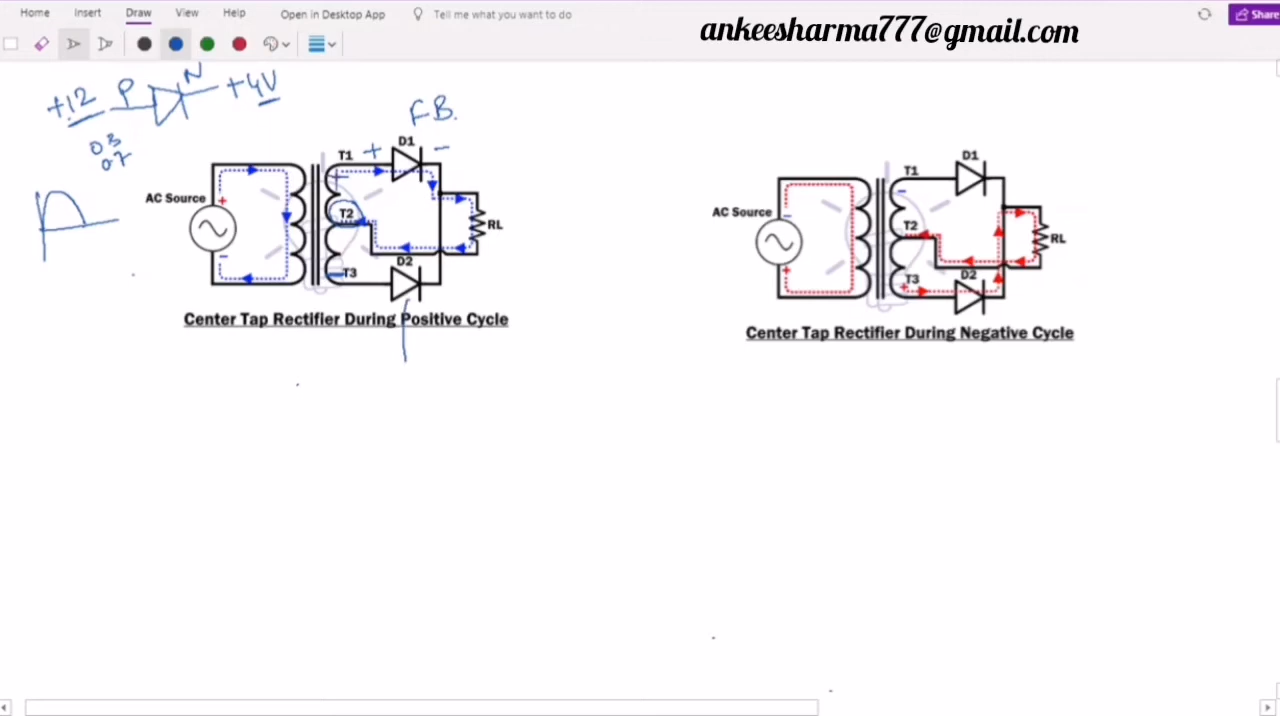 Home Insert Draw View Help Open in Desktop App Tell me what you want to do Share
ankeesharma777@gmail.com
+12 P N +4V
0.3
0.7
F.B.
T1 + D1 -
AC Source + - T2 RL
T3 D2
Center Tap Rectifier During Positive Cycle
T1 D1
AC Source - + T2 RL
T3 D2
Center Tap Rectifier During Negative Cycle